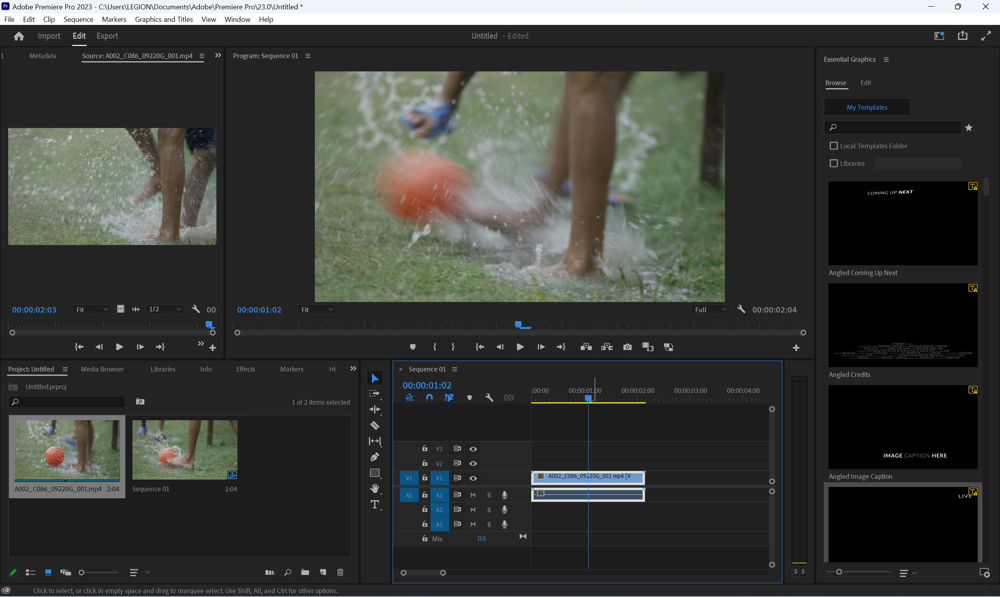 Adobe Premiere Pro 2023 - C:\Users\LEGION\Documents\Adobe\Premiere Pro\23.0\Untitled *
File Edit Clip Sequence Markers Graphics and Titles View Window Help
Import Edit Export
Untitled - Edited
1 Metadata Source: A002_C086_09220G_001.mp4
Program: Sequence 01
00:00:02:03 Fit 1/2 00
00:00:01:02 Fit Full 00:00:02:04
Essential Graphics
Browse Edit
My Templates
Local Templates Folder
Libraries
COMING UP NEXT
Angled Coming Up Next
Angled Credits
IMAGE CAPTION HERE
Angled Image Caption
LIVE
Project: Untitled Media Browser Libraries Info Effects Markers Hi
Untitled.prproj
1 of 2 items selected
A002_C086_09220G_001.mp4 2:04
Sequence 01 2:04
Sequence 01
00:00:01:02
:00:00 00:00:01:00 00:00:02:00 00:00:03:00 00:00:04:00
V3
V2
V1 V1
fx A002_C086_09220G_001.mp4 [V
A1 A1 M S
fx
A2 M S
A3 M S
Mix 0.0
S S
Click to select, or click in empty space and drag to marquee select. Use Shift, Alt, and Ctrl for other options.